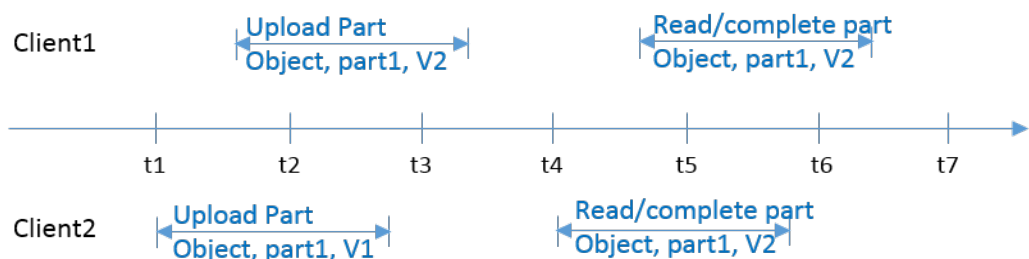 Upload Part
Read/complete part
Client1
Object, part1, V2
Object, part1, V2
t1 t2 t3 t4 t5 t6 t7
Upload Part
Read/complete part
Client2
Object, part1, V1
Object, part1, V2